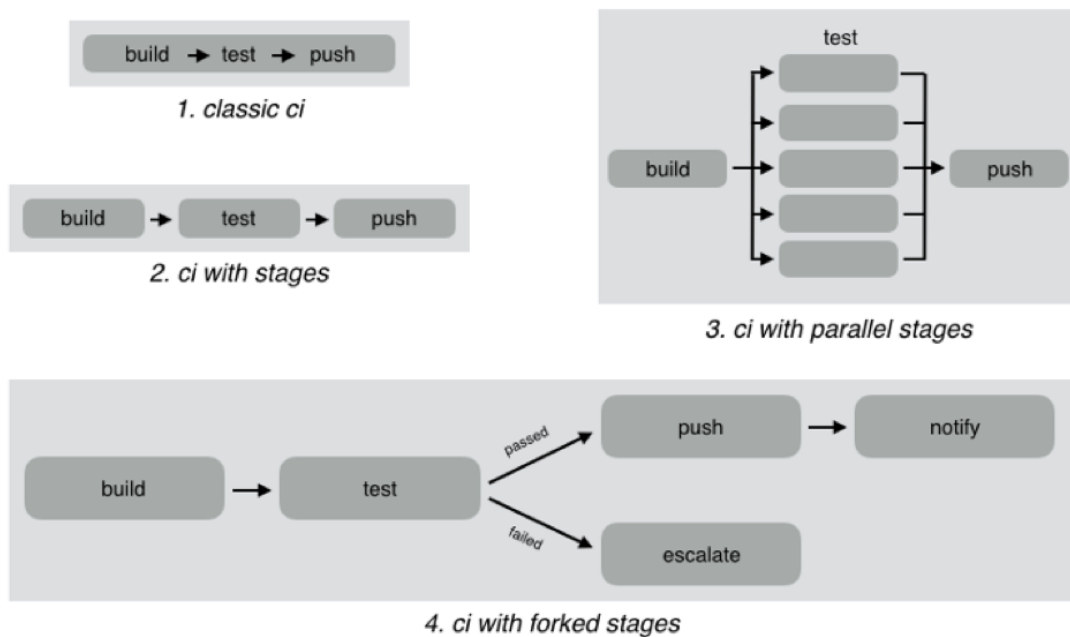 build test push
1. classic ci
build test push
2. ci with stages
test
build push
3. ci with parallel stages
build test passed push notify
failed escalate
4. ci with forked stages